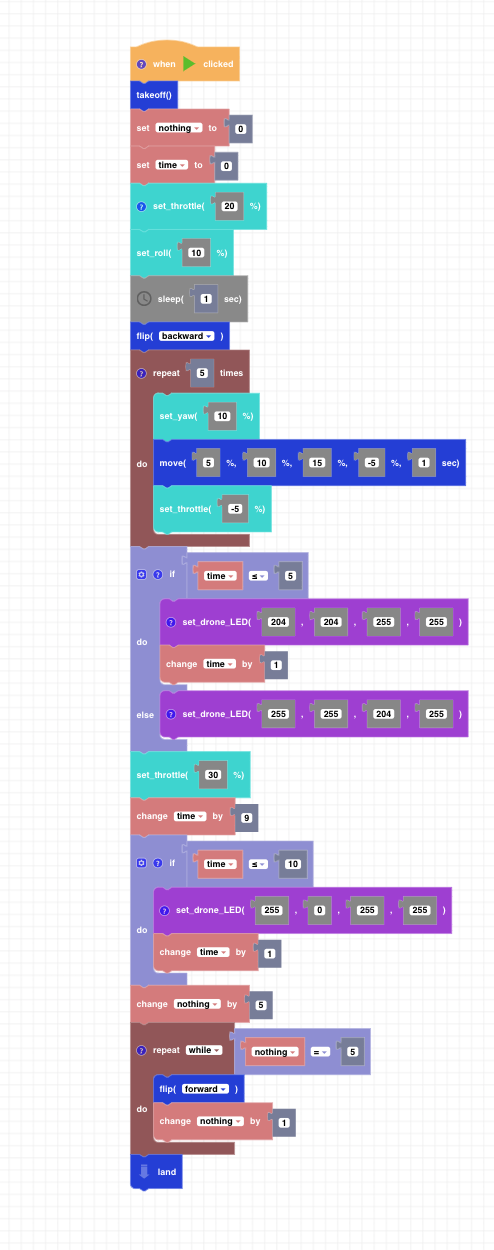 ? when clicked
takeoff()
set nothing to 0
set time to 0
? set_throttle( 20 %)
set_roll( 10 %)
sleep( 1 sec)
flip( backward )
? repeat 5 times
set_yaw( 10 %)
do move( 5 %, 10 %, 15 %, -5 %, 1 sec)
set_throttle( -5 %)
? if time ≤ 5
? set_drone_LED( 204 , 204 , 255 , 255 )
do
change time by 1
else ? set_drone_LED( 255 , 255 , 204 , 255 )
set_throttle( 30 %)
change time by 9
? if time ≤ 10
? set_drone_LED( 255 , 0 , 255 , 255 )
do
change time by 1
change nothing by 5
? repeat while nothing = 5
flip( forward )
do
change nothing by 1
land